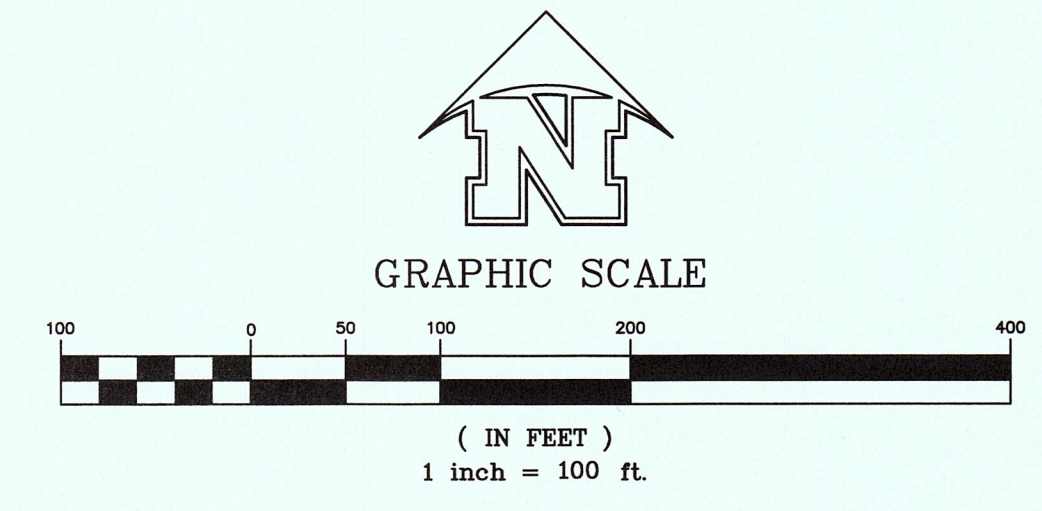 N
GRAPHIC SCALE
100 0 50 100 200 400
( IN FEET )
1 inch = 100 ft.